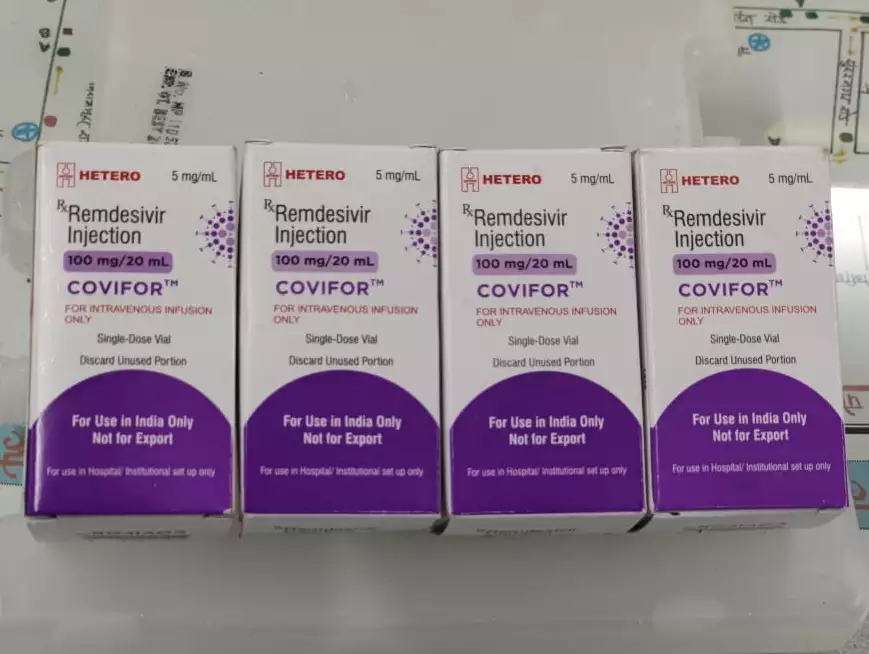 HETERO 5 mg/mL
Rx Remdesivir
Injection
100 mg/20 mL
COVIFOR™
FOR INTRAVENOUS INFUSION
ONLY
Single-Dose Vial
Discard Unused Portion
For Use in India Only
Not for Export
For use in Hospital/ Institutional set up only
HETERO 5 mg/mL
Rx Remdesivir
Injection
100 mg/20 mL
COVIFOR™
FOR INTRAVENOUS INFUSION
ONLY
Single-Dose Vial
Discard Unused Portion
For Use in India Only
Not for Export
For use in Hospital/ Institutional set up only
HETERO 5 mg/mL
Rx Remdesivir
Injection
100 mg/20 mL
COVIFOR™
FOR INTRAVENOUS INFUSION
ONLY
Single-Dose Vial
Discard Unused Portion
For Use in India Only
Not for Export
For use in Hospital/ Institutional set up only
HETERO 5 mg/mL
Rx Remdesivir
Injection
100 mg/20 mL
COVIFOR™
FOR INTRAVENOUS INFUSION
ONLY
Single-Dose Vial
Discard Unused Portion
For Use in India Only
Not for Export
For use in Hospital/ Institutional set up only